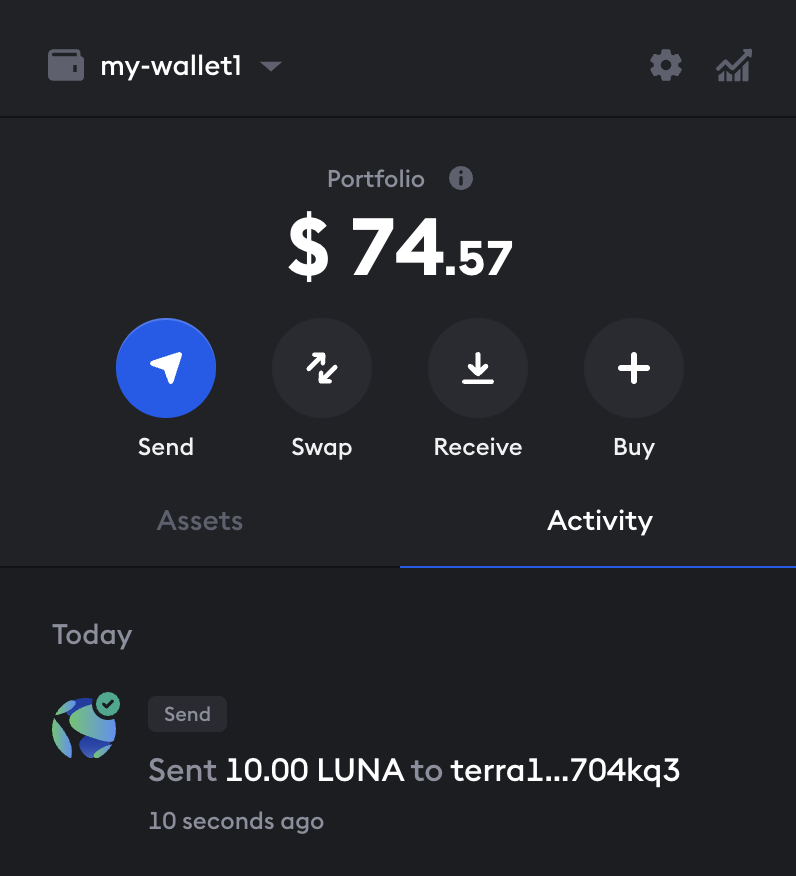 my-wallet1
Portfolio
$ 74.57
Send Swap Receive Buy
Assets Activity
Today
Send
Sent 10.00 LUNA to terra1...704kq3
10 seconds ago